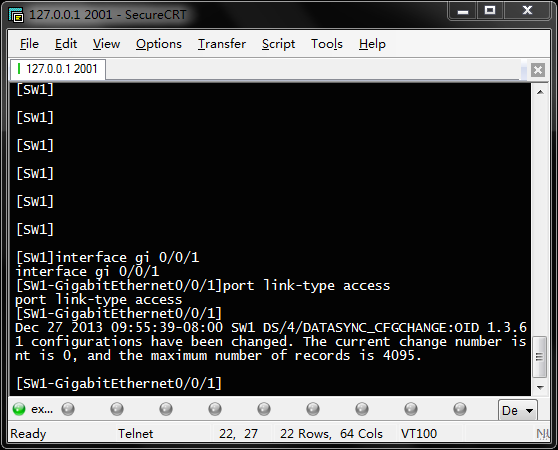 127.0.0.1 2001 - SecureCRT
File Edit View Options Transfer Script Tools Help
127.0.0.1 2001
[SW1]
[SW1]
[SW1]
[SW1]
[SW1]
[SW1]
[SW1]interface gi 0/0/1
interface gi 0/0/1
[SW1-GigabitEthernet0/0/1]port link-type access
port link-type access
[SW1-GigabitEthernet0/0/1]
Dec 27 2013 09:55:39-08:00 SW1 DS/4/DATASYNC_CFGCHANGE:OID 1.3.6
1 configurations have been changed. The current change number is
nt is 0, and the maximum number of records is 4095.
[SW1-GigabitEthernet0/0/1]
ex... De
Ready Telnet 22, 27 22 Rows, 64 Cols VT100